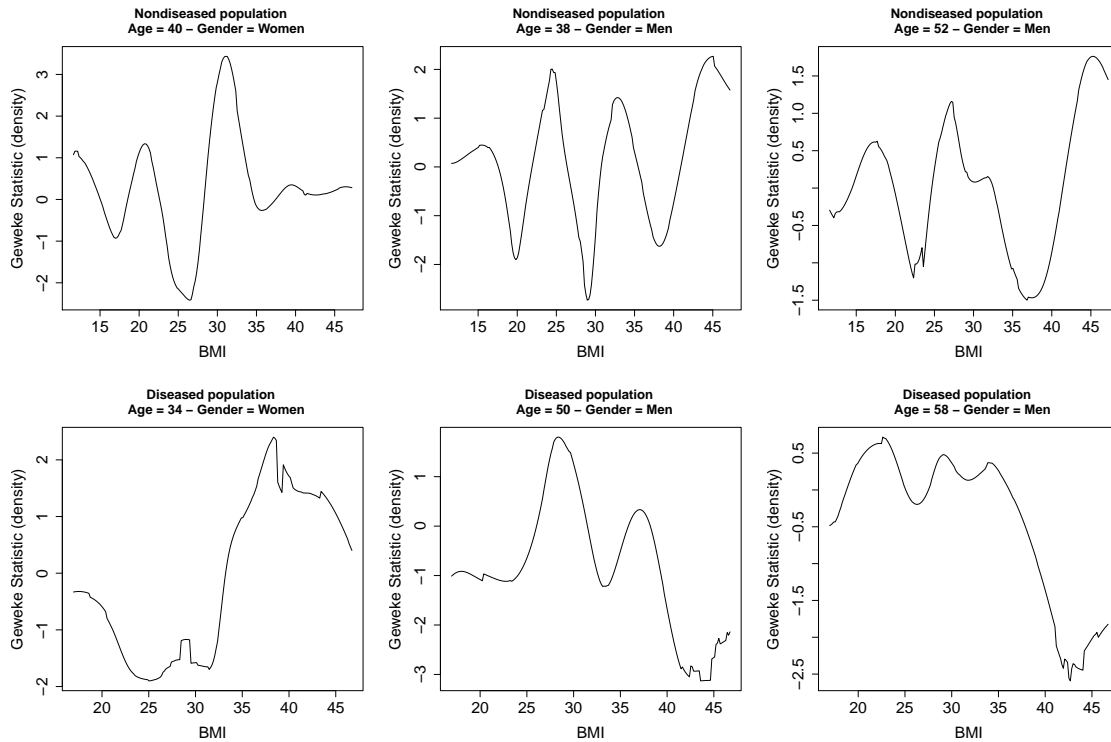 Nondiseased population
Age = 40 – Gender = Women
Geweke Statistic (density)
3
2
1
0
−1
−2
15 20 25 30 35 40 45
BMI
Nondiseased population
Age = 38 – Gender = Men
Geweke Statistic (density)
2
1
0
−1
−2
15 20 25 30 35 40 45
BMI
Nondiseased population
Age = 52 – Gender = Men
Geweke Statistic (density)
1.5
1.0
0.5
−0.5
−1.5
15 20 25 30 35 40 45
BMI
Diseased population
Age = 34 – Gender = Women
Geweke Statistic (density)
2
1
0
−1
−2
20 25 30 35 40 45
BMI
Diseased population
Age = 50 – Gender = Men
Geweke Statistic (density)
1
0
−1
−2
−3
20 25 30 35 40 45
BMI
Diseased population
Age = 58 – Gender = Men
Geweke Statistic (density)
0.5
−0.5
−1.5
−2.5
20 25 30 35 40 45
BMI